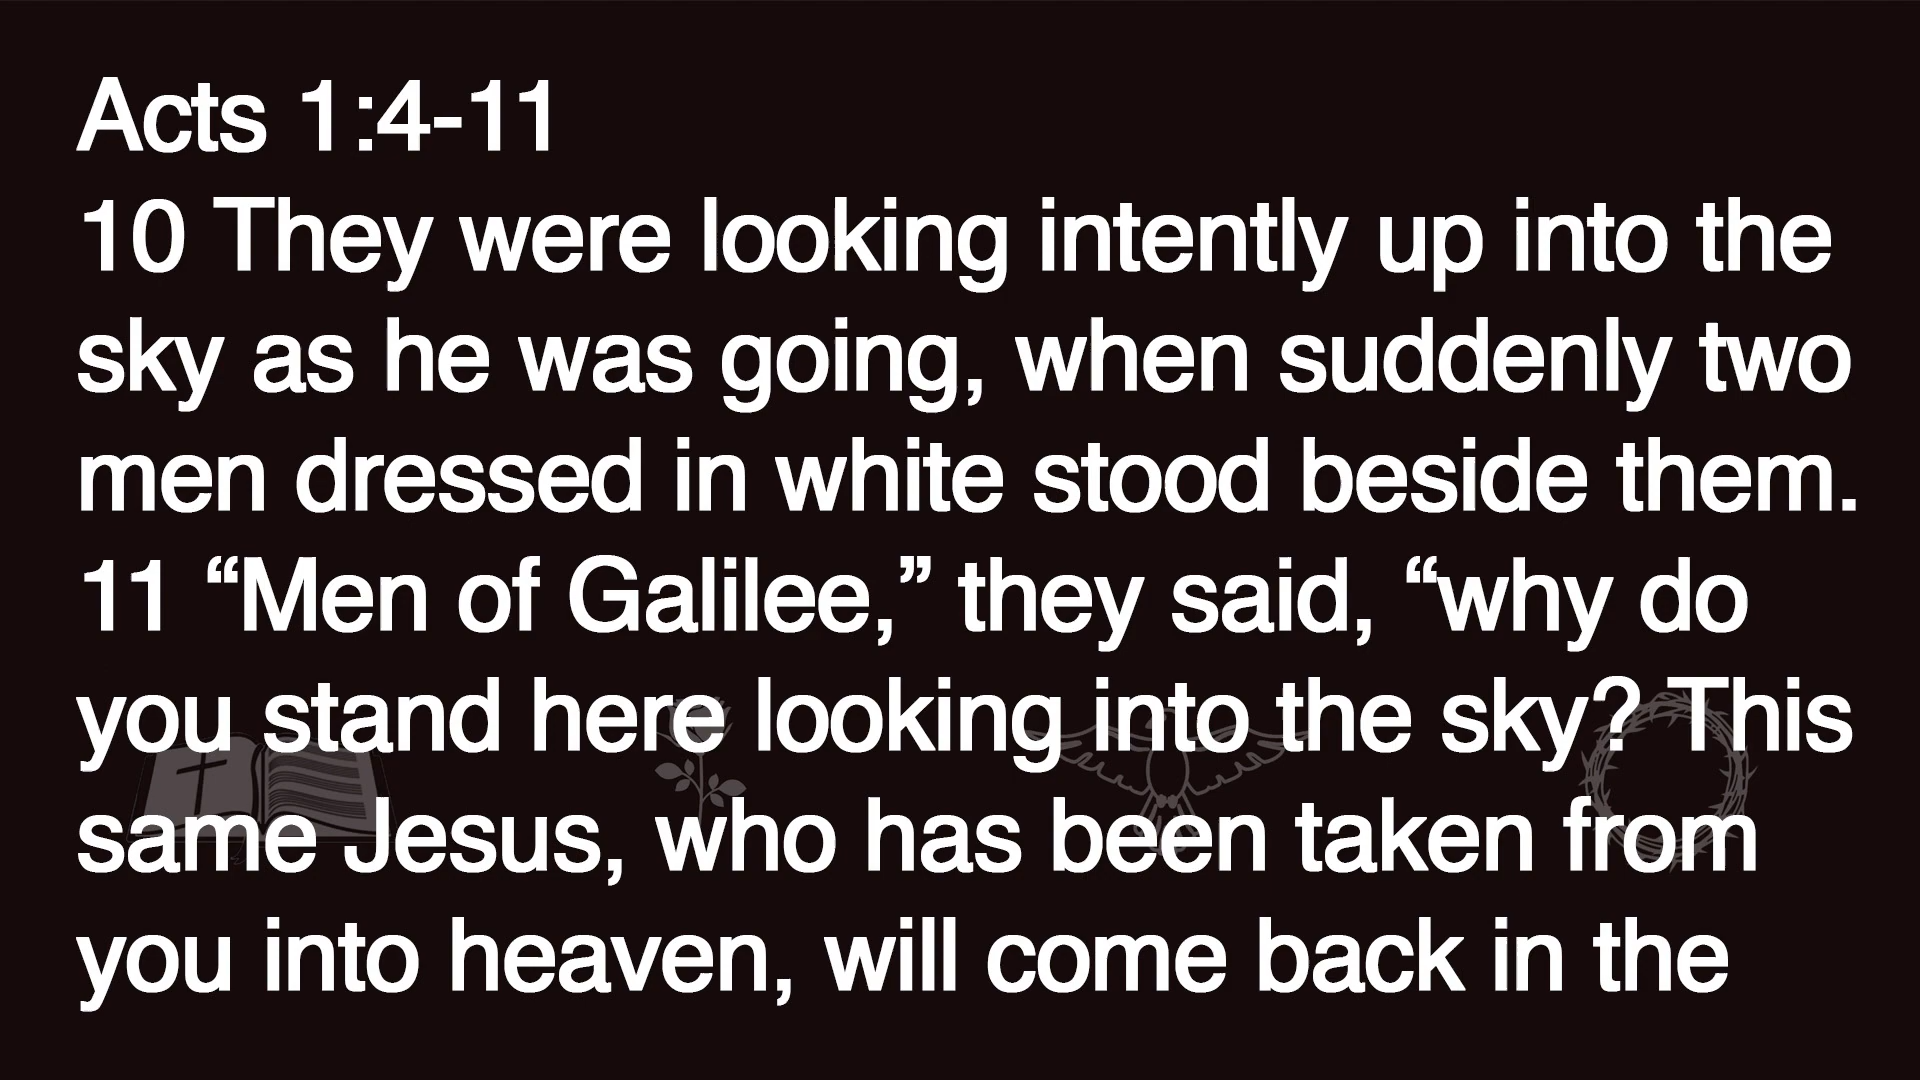 Acts 1:4-11
10 They were looking intently up into the
sky as he was going, when suddenly two
men dressed in white stood beside them.
11 “Men of Galilee,” they said, “why do
you stand here looking into the sky? This
same Jesus, who has been taken from
you into heaven, will come back in the